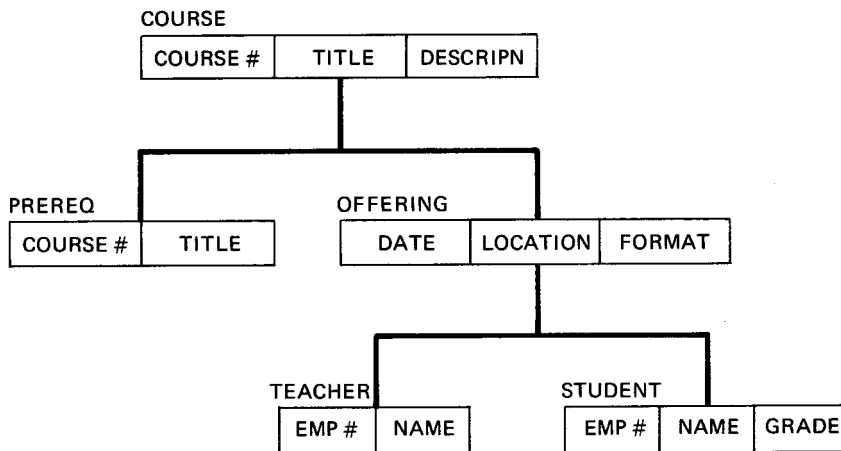 COURSE
COURSE # TITLE DESCRIPN
PREREQ OFFERING
COURSE # TITLE DATE LOCATION FORMAT
TEACHER STUDENT
EMP # NAME EMP # NAME GRADE